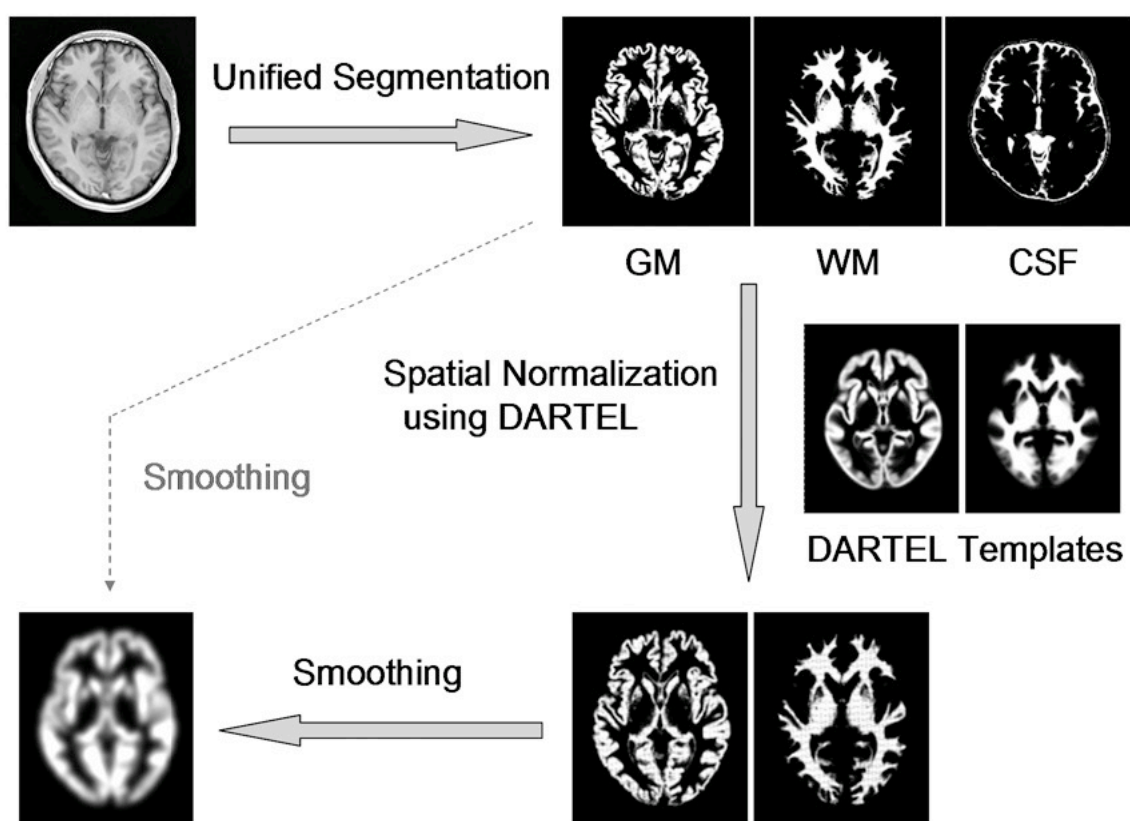 Unified Segmentation
GM
WM
CSF
Spatial Normalization
using DARTEL
DARTEL Templates
Smoothing
Smoothing